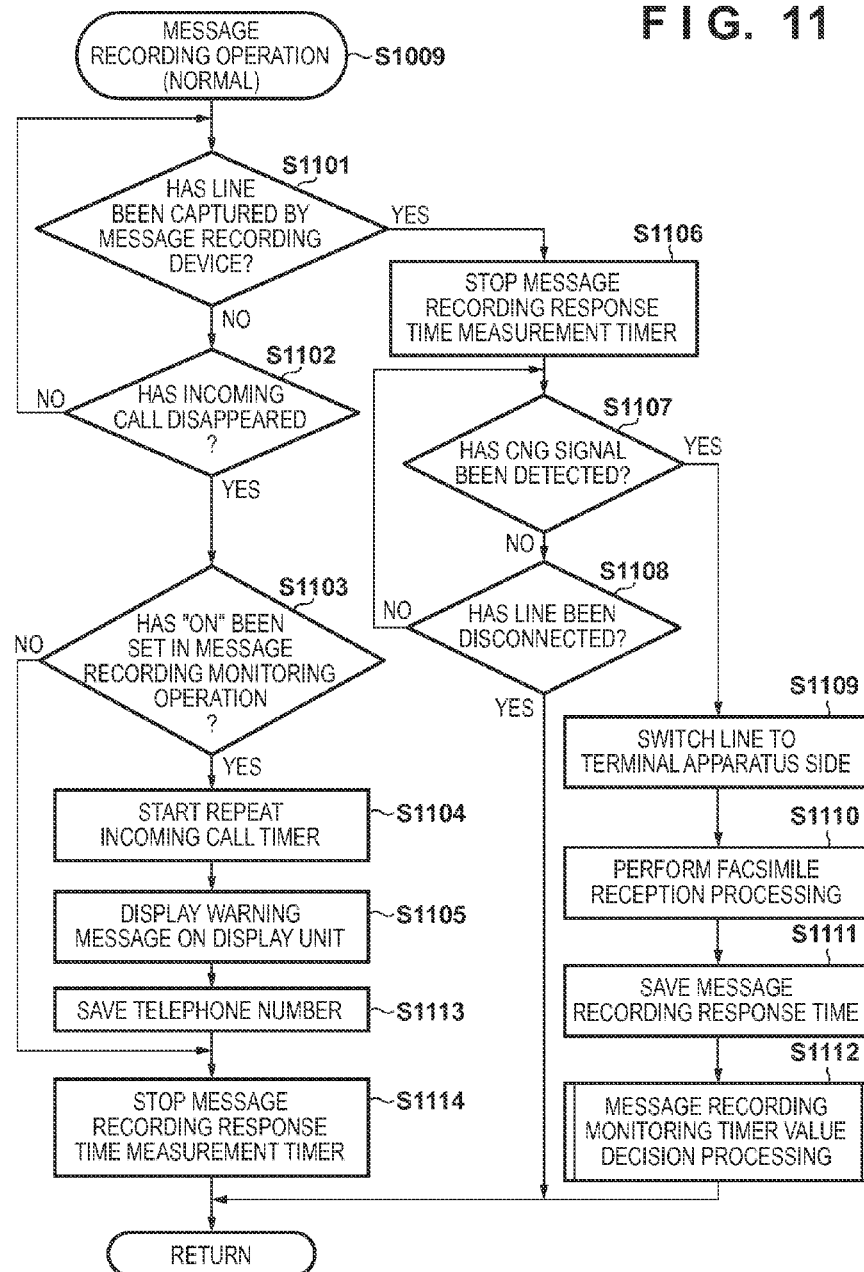 FIG. 11
MESSAGE
RECORDING OPERATION
(NORMAL)
S1009
S1101
HAS LINE
BEEN CAPTURED BY
MESSAGE RECORDING
DEVICE?
YES
NO
S1102
HAS INCOMING
CALL DISAPPEARED
?
NO
YES
S1103
HAS "ON" BEEN
SET IN MESSAGE
RECORDING MONITORING
OPERATION
?
NO
YES
START REPEAT
INCOMING CALL TIMER
S1104
DISPLAY WARNING
MESSAGE ON DISPLAY UNIT
S1105
SAVE TELEPHONE NUMBER
S1113
STOP MESSAGE
RECORDING RESPONSE
TIME MEASUREMENT TIMER
S1114
RETURN
S1106
STOP MESSAGE
RECORDING RESPONSE
TIME MEASUREMENT TIMER
S1107
HAS CNG SIGNAL
BEEN DETECTED?
YES
NO
S1108
HAS LINE BEEN
DISCONNECTED?
NO
YES
S1109
SWITCH LINE TO
TERMINAL APPARATUS SIDE
S1110
PERFORM FACSIMILE
RECEPTION PROCESSING
S1111
SAVE MESSAGE
RECORDING RESPONSE TIME
S1112
MESSAGE RECORDING
MONITORING TIMER VALUE
DECISION PROCESSING